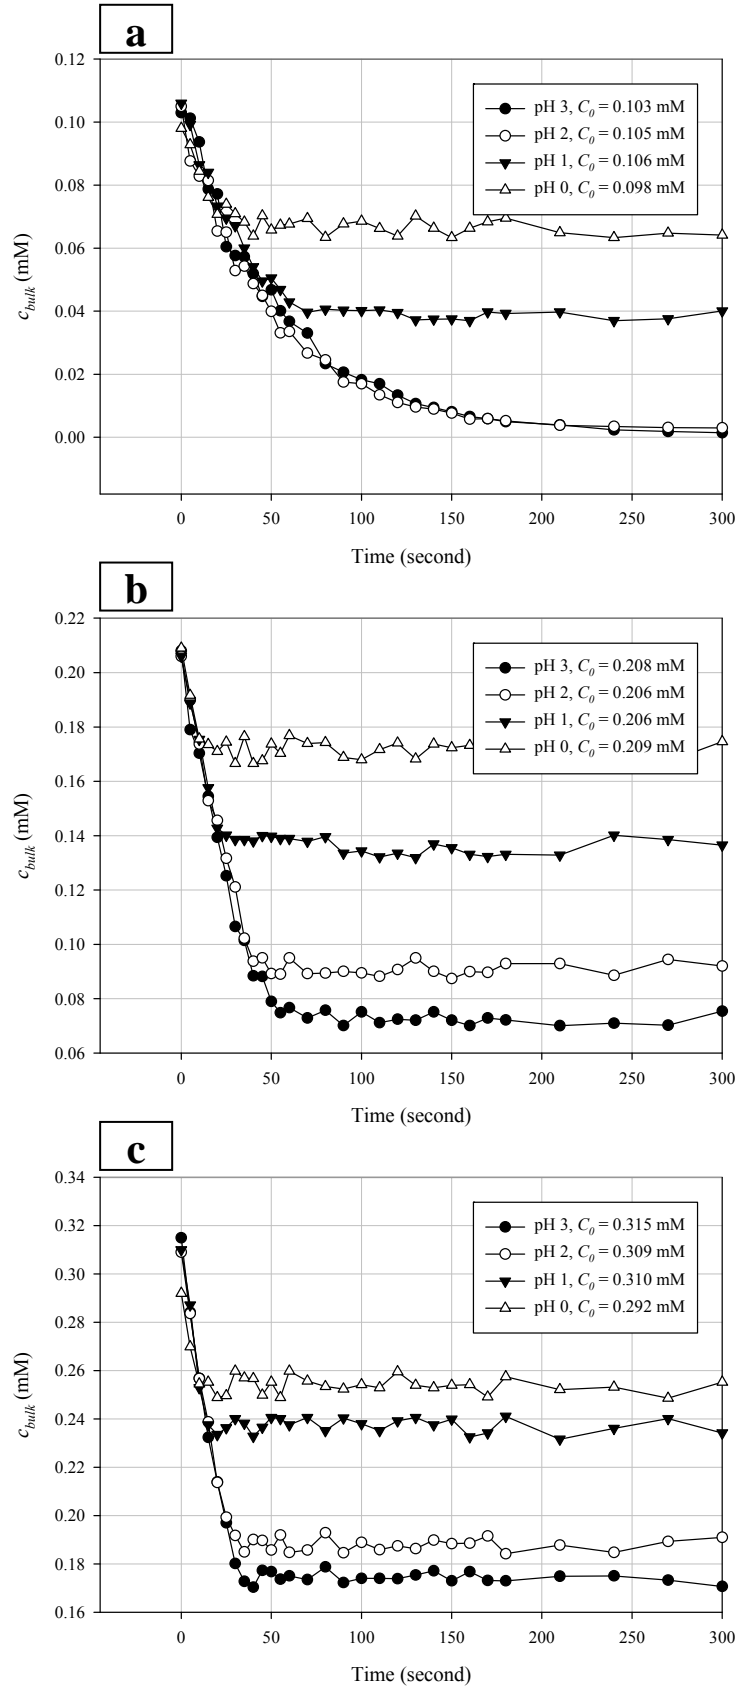 a
0.12
0.10
0.08
0.06
0.04
0.02
0.00
c_bulk (mM)
pH 3, C_0 = 0.103 mM
pH 2, C_0 = 0.105 mM
pH 1, C_0 = 0.106 mM
pH 0, C_0 = 0.098 mM
0 50 100 150 200 250 300
Time (second)
b
0.22
0.20
0.18
0.16
0.14
0.12
0.10
0.08
0.06
c_bulk (mM)
pH 3, C_0 = 0.208 mM
pH 2, C_0 = 0.206 mM
pH 1, C_0 = 0.206 mM
pH 0, C_0 = 0.209 mM
0 50 100 150 200 250 300
Time (second)
c
0.34
0.32
0.30
0.28
0.26
0.24
0.22
0.20
0.18
0.16
c_bulk (mM)
pH 3, C_0 = 0.315 mM
pH 2, C_0 = 0.309 mM
pH 1, C_0 = 0.310 mM
pH 0, C_0 = 0.292 mM
0 50 100 150 200 250 300
Time (second)